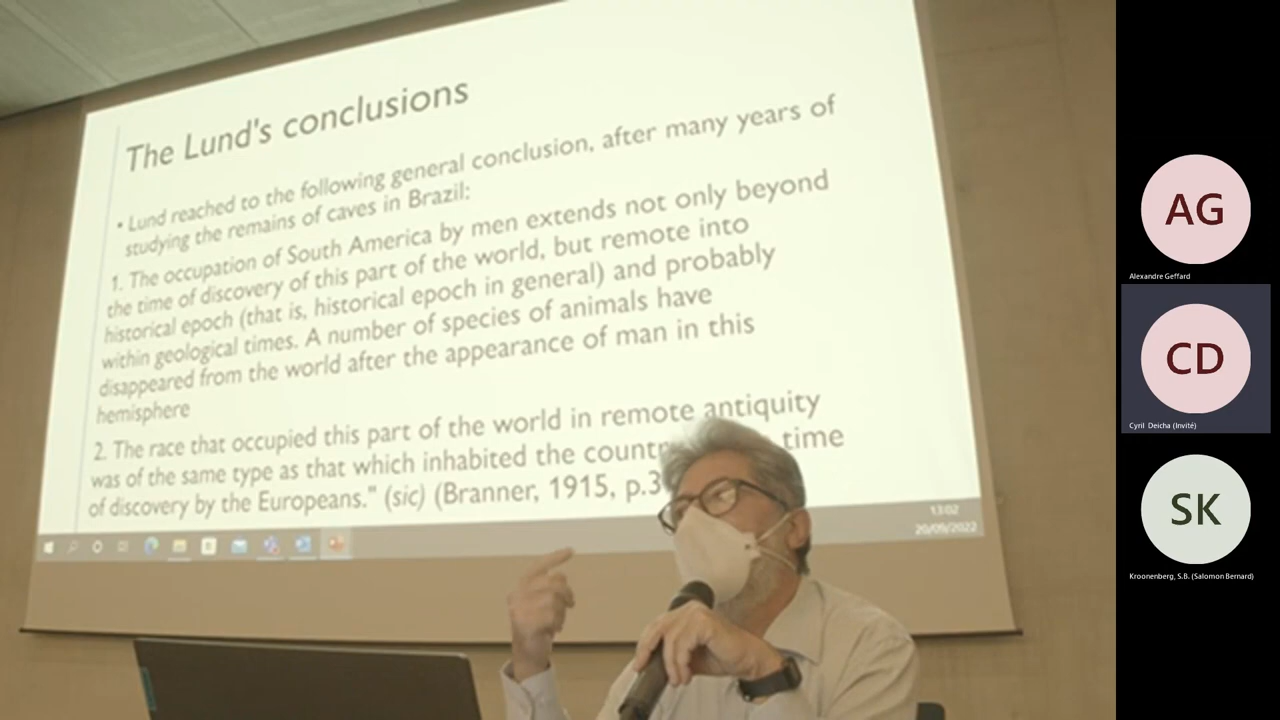 The Lund's conclusions
• Lund reached to the following general conclusion, after many years of
studying the remains of caves in Brazil:
1. The occupation of South America by men extends not only beyond
the time of discovery of this part of the world, but remote into
historical epoch (that is, historical epoch in general) and probably
within geological times. A number of species of animals have
disappeared from the world after the appearance of man in this
hemisphere
2. The race that occupied this part of the world in remote antiquity
was of the same type as that which inhabited the time
of discovery by the Europeans." (sic) (Branner, 1915,
13:02
20/09/2022
AG
Alexandre Geffard
CD
Cyril Deicha (Invité)
SK
Kroonenberg, S.B. (Salomon Bernard)